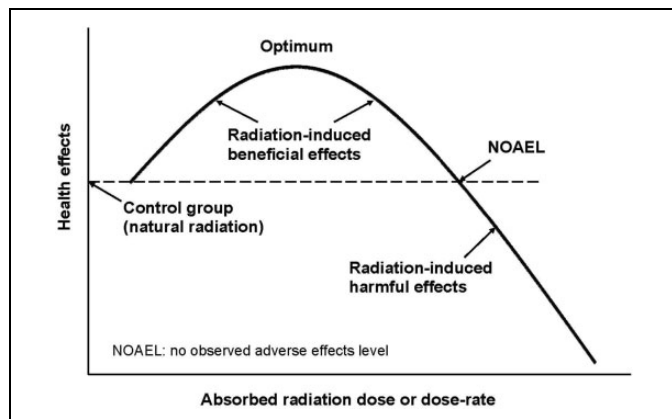 Optimum
Radiation-induced
beneficial effects
NOAEL
Health effects
Control group
(natural radiation)
Radiation-induced
harmful effects
NOAEL: no observed adverse effects level
Absorbed radiation dose or dose-rate